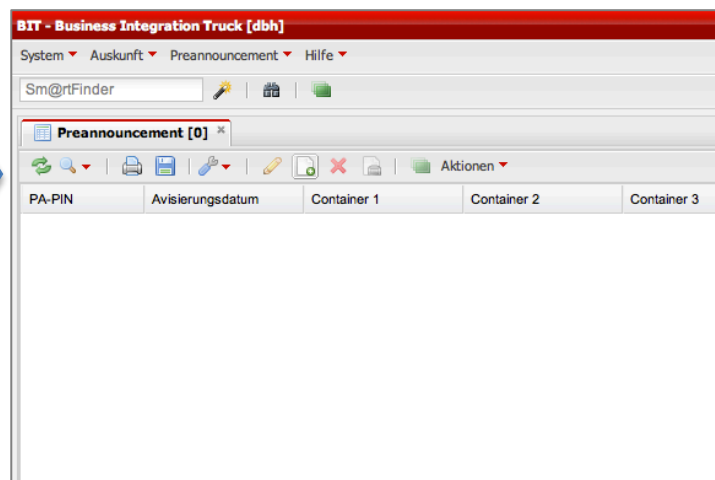 BIT - Business Integration Truck [dbh]
System Auskunft Preannouncement Hilfe
Sm@rtFinder
Preannouncement [0]
Aktionen
PA-PIN Avisierungsdatum Container 1 Container 2 Container 3